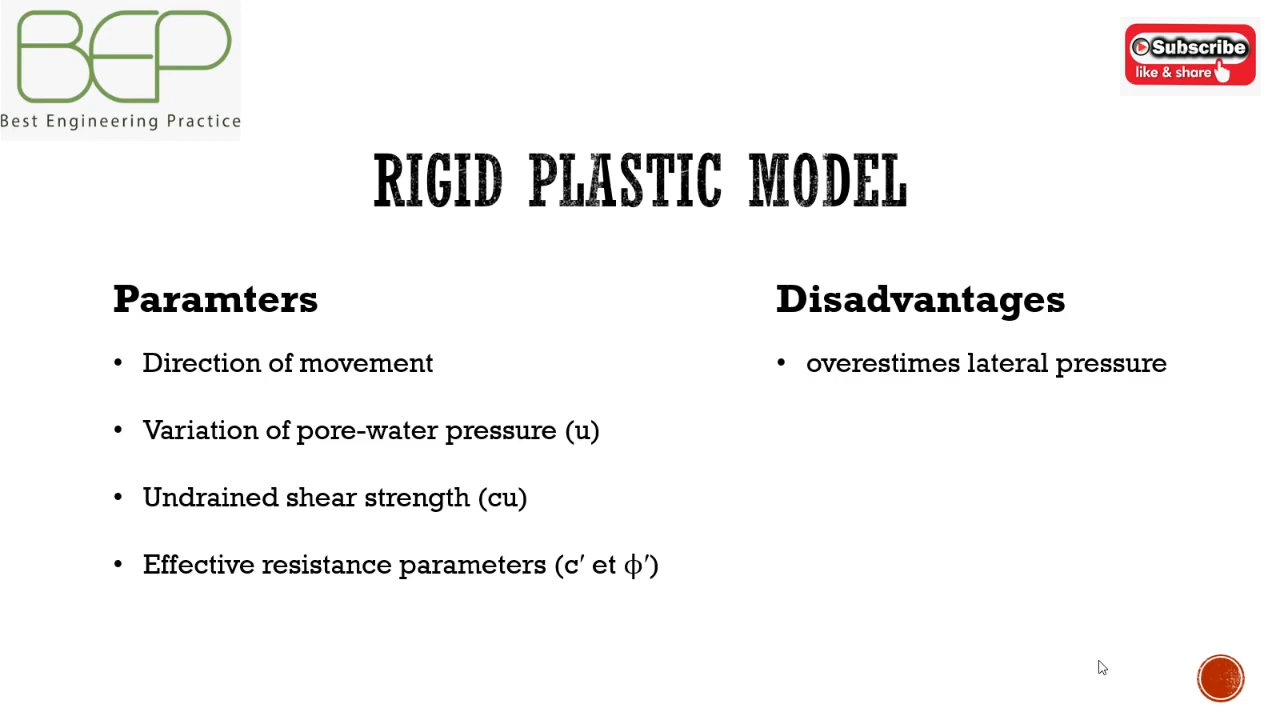 BEP
Best Engineering Practice
Subscribe
like & share
RIGID PLASTIC MODEL
Paramters
• Direction of movement
• Variation of pore-water pressure (u)
• Undrained shear strength (cu)
• Effective resistance parameters (c′ et ϕ′)
Disadvantages
• overestimes lateral pressure